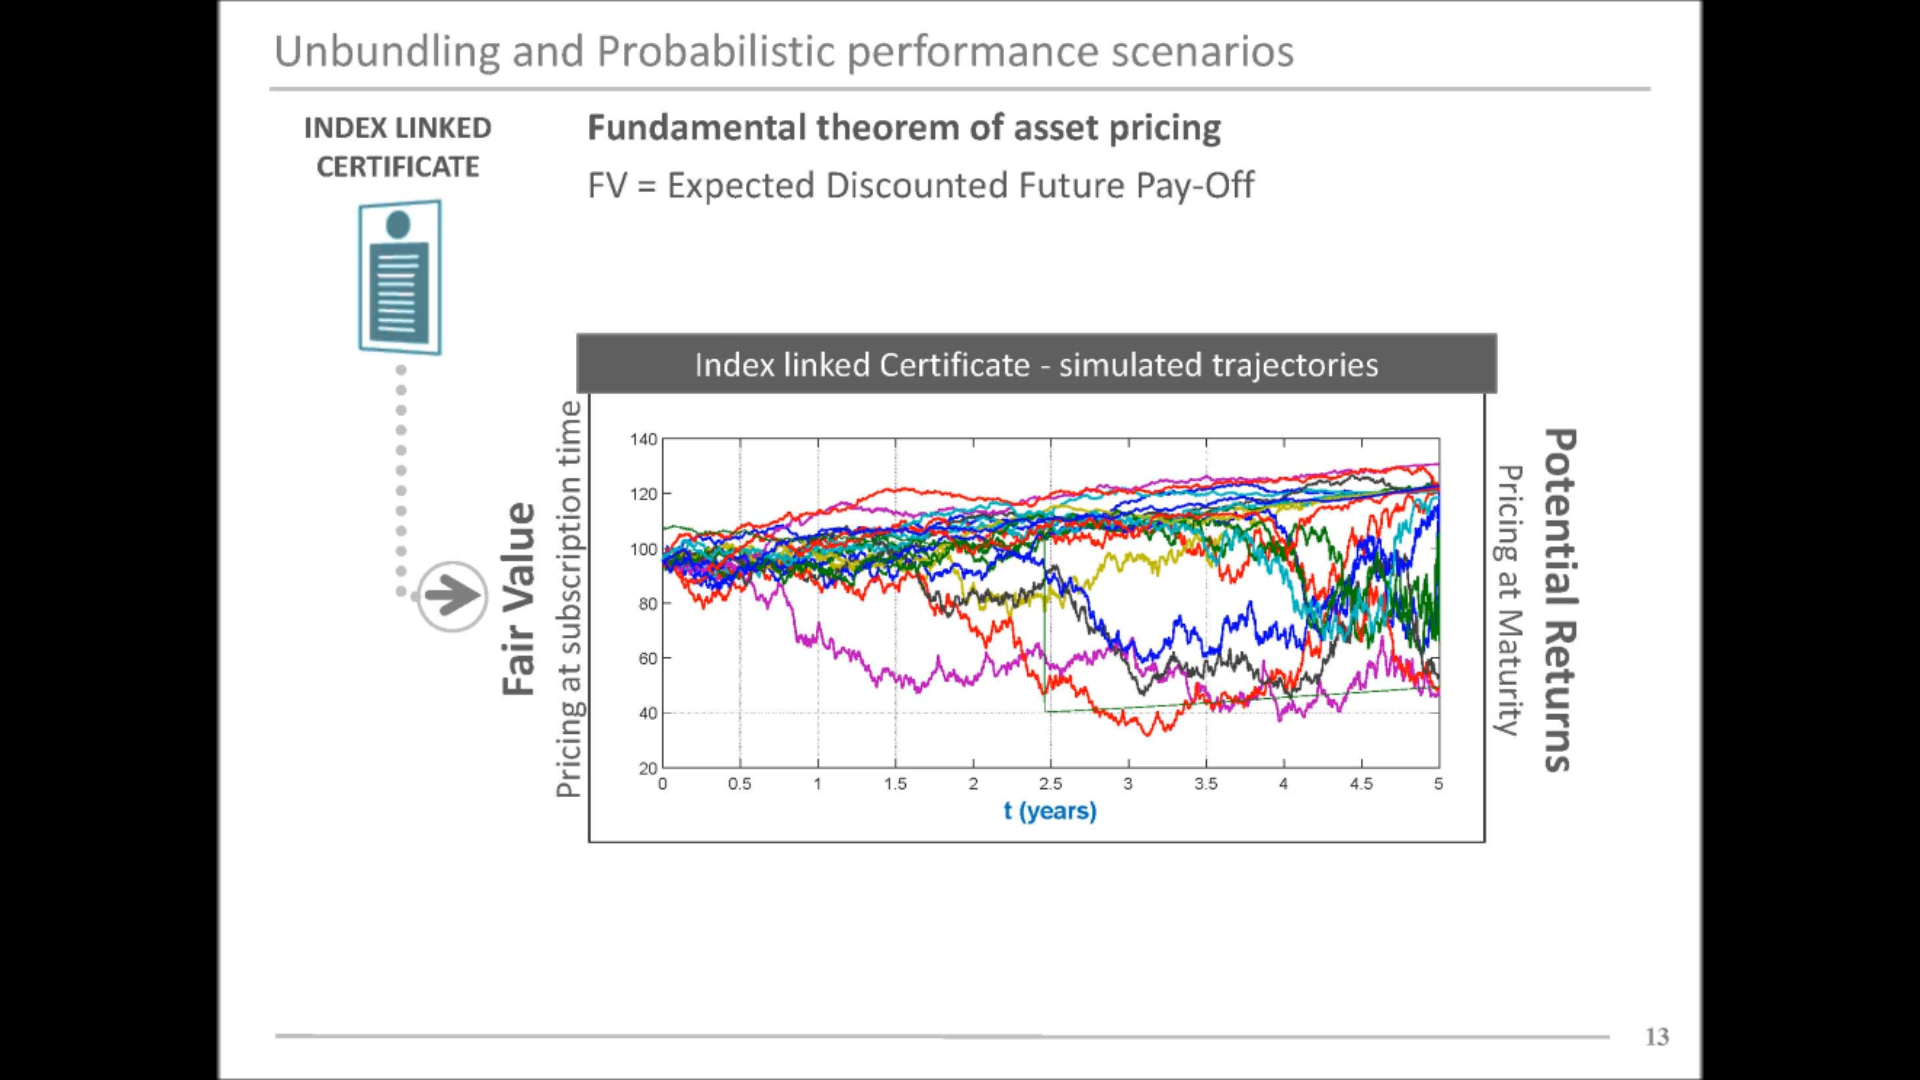 Unbundling and Probabilistic performance scenarios
INDEX LINKED
CERTIFICATE
Fundamental theorem of asset pricing
FV = Expected Discounted Future Pay-Off
Index linked Certificate - simulated trajectories
Fair Value
Pricing at subscription time
140
120
100
80
60
40
20
0 0.5 1 1.5 2 2.5 3 3.5 4 4.5 5
t (years)
Potential Returns
Pricing at Maturity
13